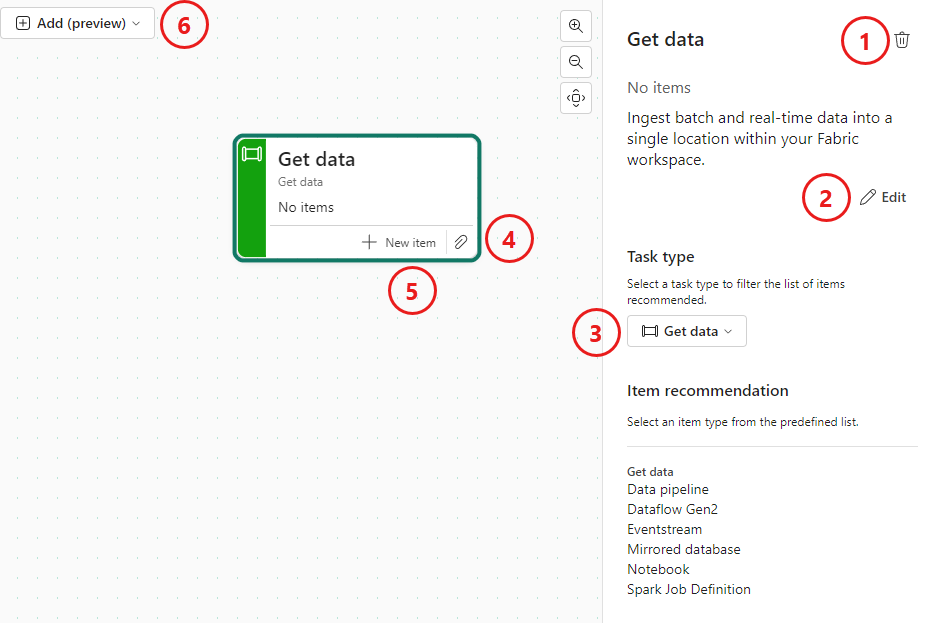 Add (preview)
6
Get data
Get data
No items
New item
4
5
Get data
1
No items
Ingest batch and real-time data into a
single location within your Fabric
workspace.
2
Edit
Task type
Select a task type to filter the list of items
recommended.
3
Get data
Item recommendation
Select an item type from the predefined list.
Get data
Data pipeline
Dataflow Gen2
Eventstream
Mirrored database
Notebook
Spark Job Definition